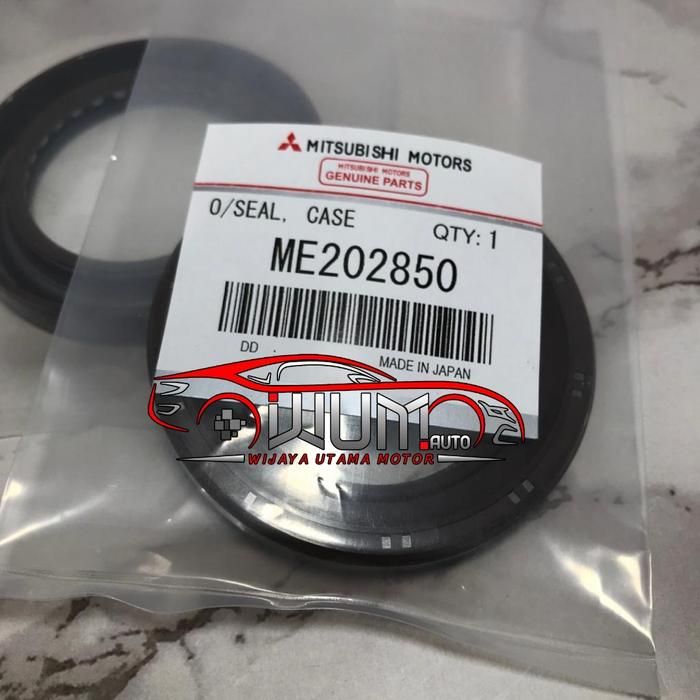 MITSUBISHI MOTORS
MITSUBISHI MOTORS
GENUINE PARTS
O/SEAL, CASE
QTY: 1
ME202850
DD .
MADE IN JAPAN
WUM AUTO
WIJAYA UTAMA MOTOR